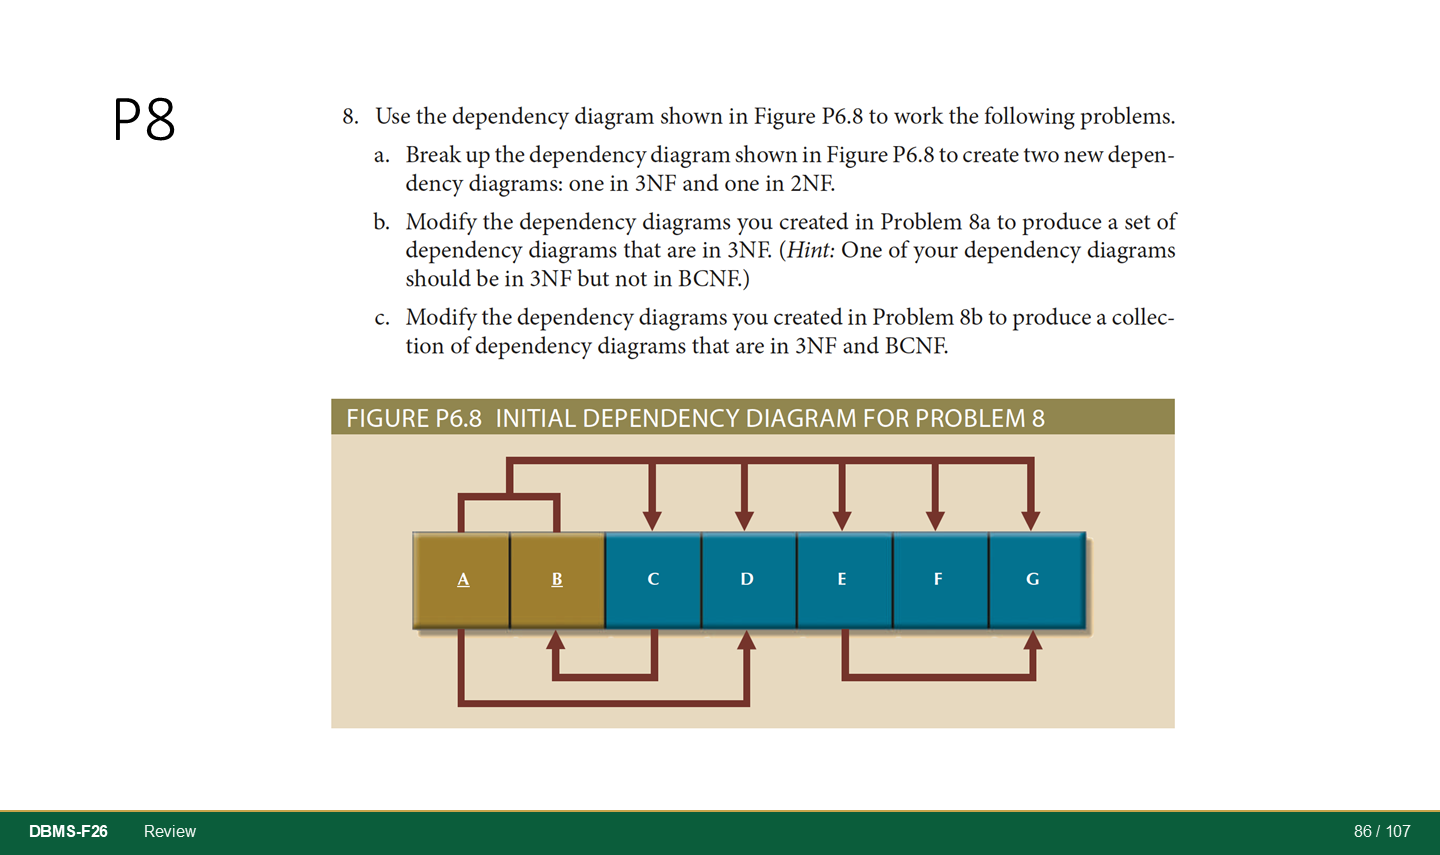 P8
8. Use the dependency diagram shown in Figure P6.8 to work the following problems.
a. Break up the dependency diagram shown in Figure P6.8 to create two new depen-
dency diagrams: one in 3NF and one in 2NF.
b. Modify the dependency diagrams you created in Problem 8a to produce a set of
dependency diagrams that are in 3NF. (Hint: One of your dependency diagrams
should be in 3NF but not in BCNF.)
c. Modify the dependency diagrams you created in Problem 8b to produce a collec-
tion of dependency diagrams that are in 3NF and BCNF.
FIGURE P6.8 INITIAL DEPENDENCY DIAGRAM FOR PROBLEM 8
A B C D E F G
DBMS-F26 Review 86 / 107